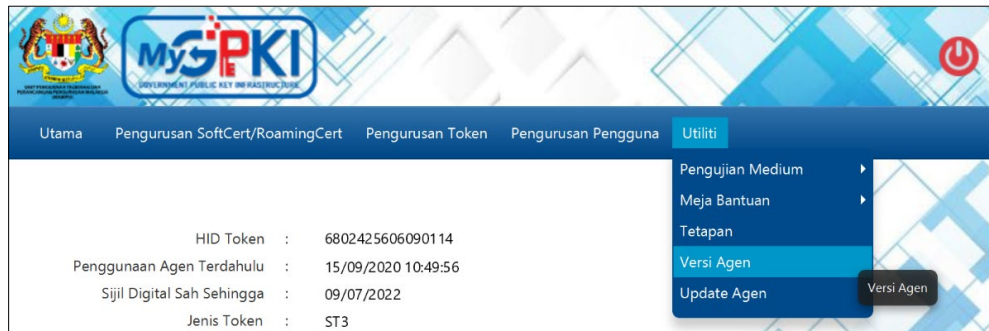 MyGPKI
GOVERNMENT PUBLIC KEY INFRASTRUCTURE
Utama Pengurusan SoftCert/RoamingCert Pengurusan Token Pengurusan Pengguna Utiliti
Pengujian Medium
Meja Bantuan
Tetapan
Versi Agen
Update Agen
Versi Agen
HID Token : 6802425606090114
Penggunaan Agen Terdahulu : 15/09/2020 10:49:56
Sijil Digital Sah Sehingga : 09/07/2022
Jenis Token : ST3